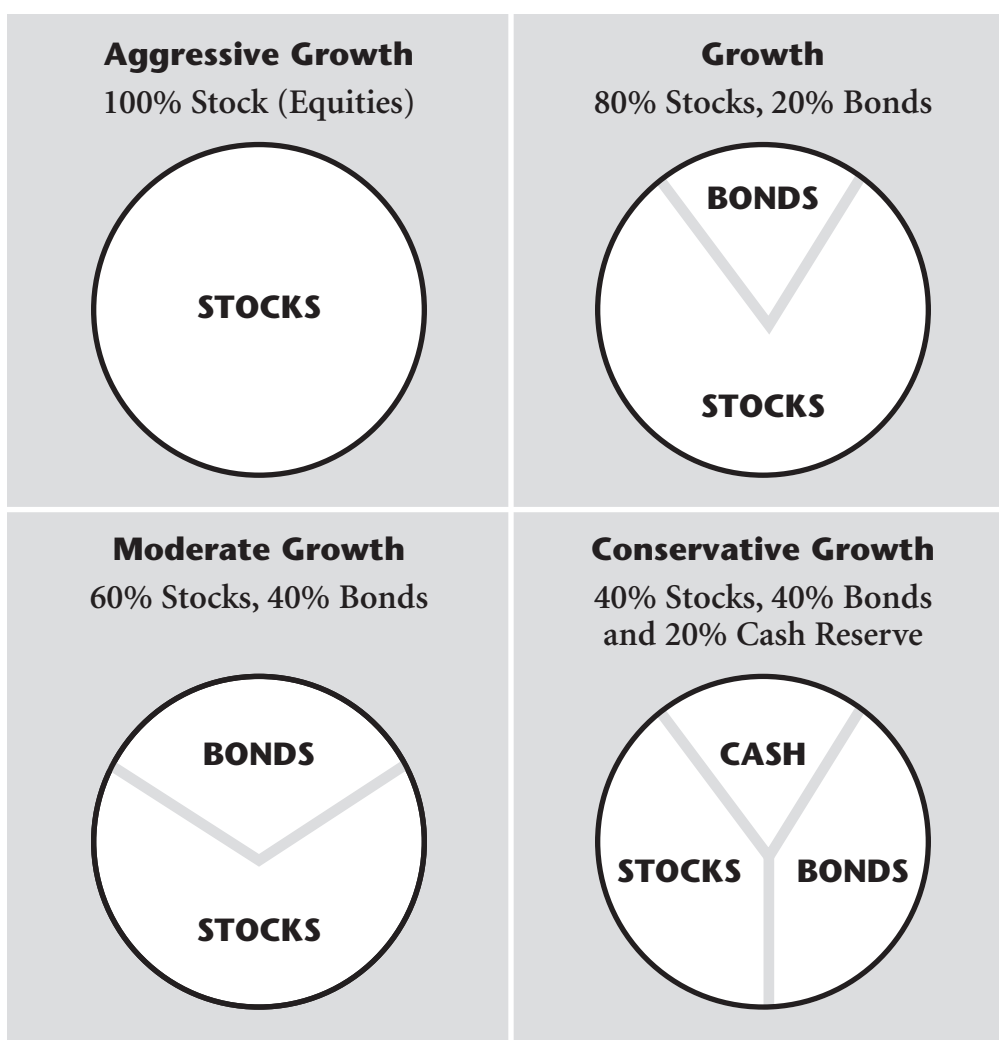 Aggressive Growth
100% Stock (Equities)
STOCKS
Growth
80% Stocks, 20% Bonds
BONDS
STOCKS
Moderate Growth
60% Stocks, 40% Bonds
BONDS
STOCKS
Conservative Growth
40% Stocks, 40% Bonds
and 20% Cash Reserve
CASH
STOCKS
BONDS